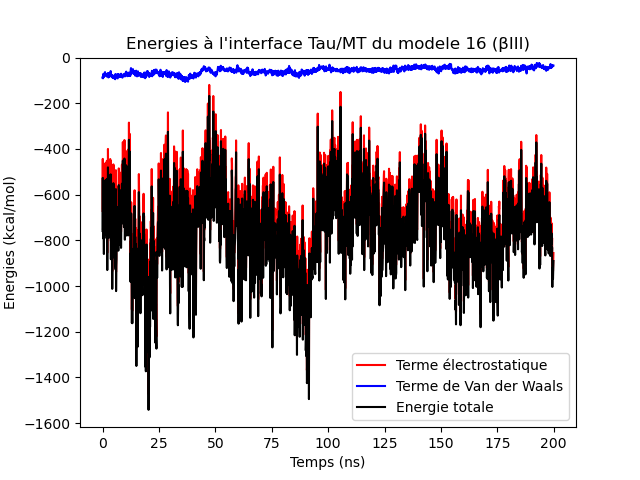 Energies à l'interface Tau/MT du modele 16 (βIII)
Energies (kcal/mol)
0
−200
−400
−600
−800
−1000
−1200
−1400
−1600
Terme électrostatique
Terme de Van der Waals
Energie totale
0 25 50 75 100 125 150 175 200
Temps (ns)